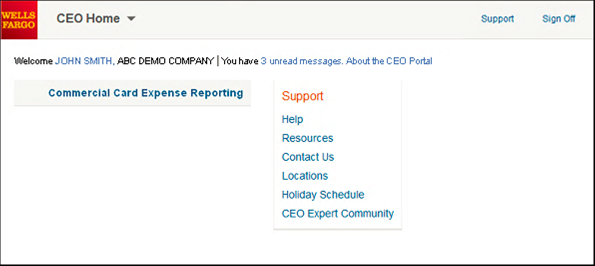 WELLS
FARGO
CEO Home
Support
Sign Off
Welcome JOHN SMITH, ABC DEMO COMPANY | You have 3 unread messages. About the CEO Portal
Commercial Card Expense Reporting
Support
Help
Resources
Contact Us
Locations
Holiday Schedule
CEO Expert Community